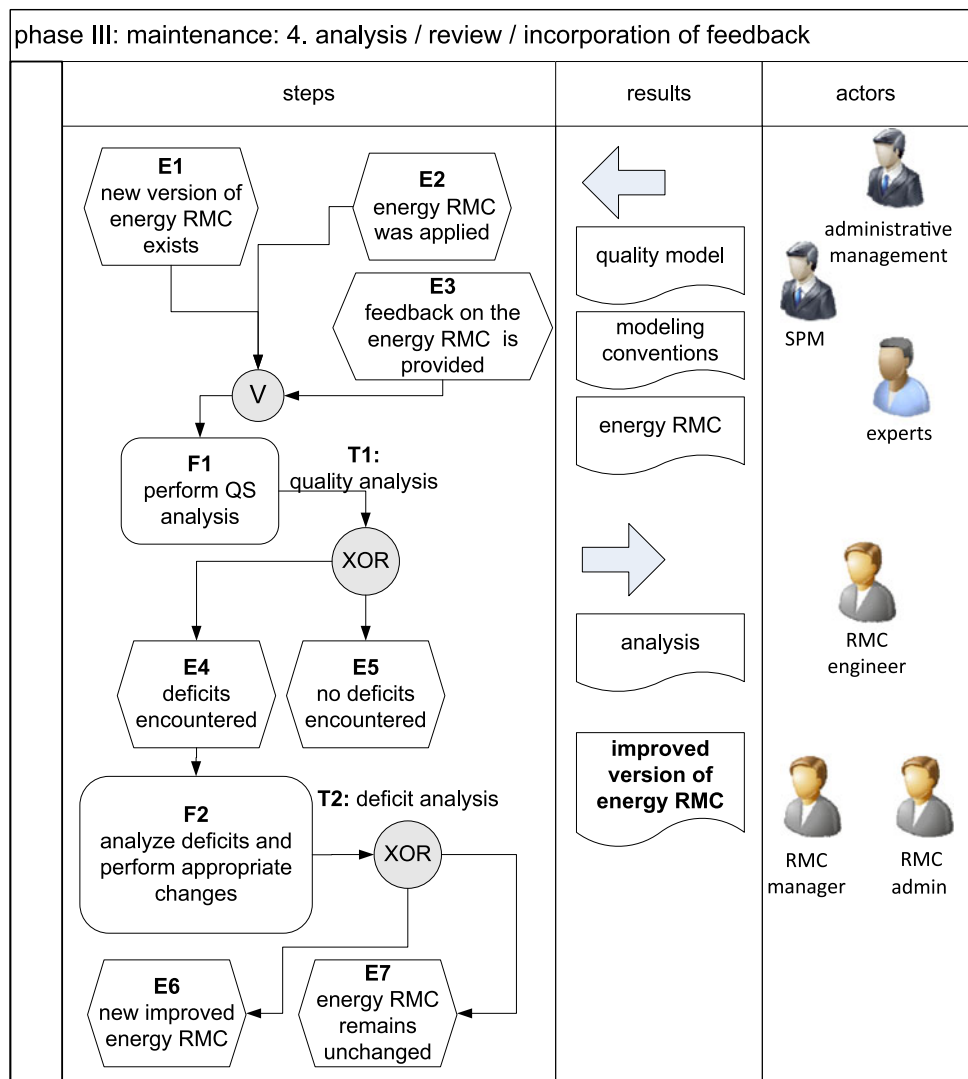 phase III: maintenance: 4. analysis / review / incorporation of feedback
steps
results
actors
E1
new version of
energy RMC
exists
E2
energy RMC
was applied
E3
feedback on the
energy RMC is
provided
V
F1
perform QS
analysis
T1:
quality analysis
XOR
E4
deficits
encountered
E5
no deficits
encountered
F2
analyze deficits and
perform appropriate
changes
T2: deficit analysis
XOR
E6
new improved
energy RMC
E7
energy RMC
remains
unchanged
quality model
modeling
conventions
energy RMC
analysis
improved
version of
energy RMC
administrative
management
SPM
experts
RMC
engineer
RMC
manager
RMC
admin